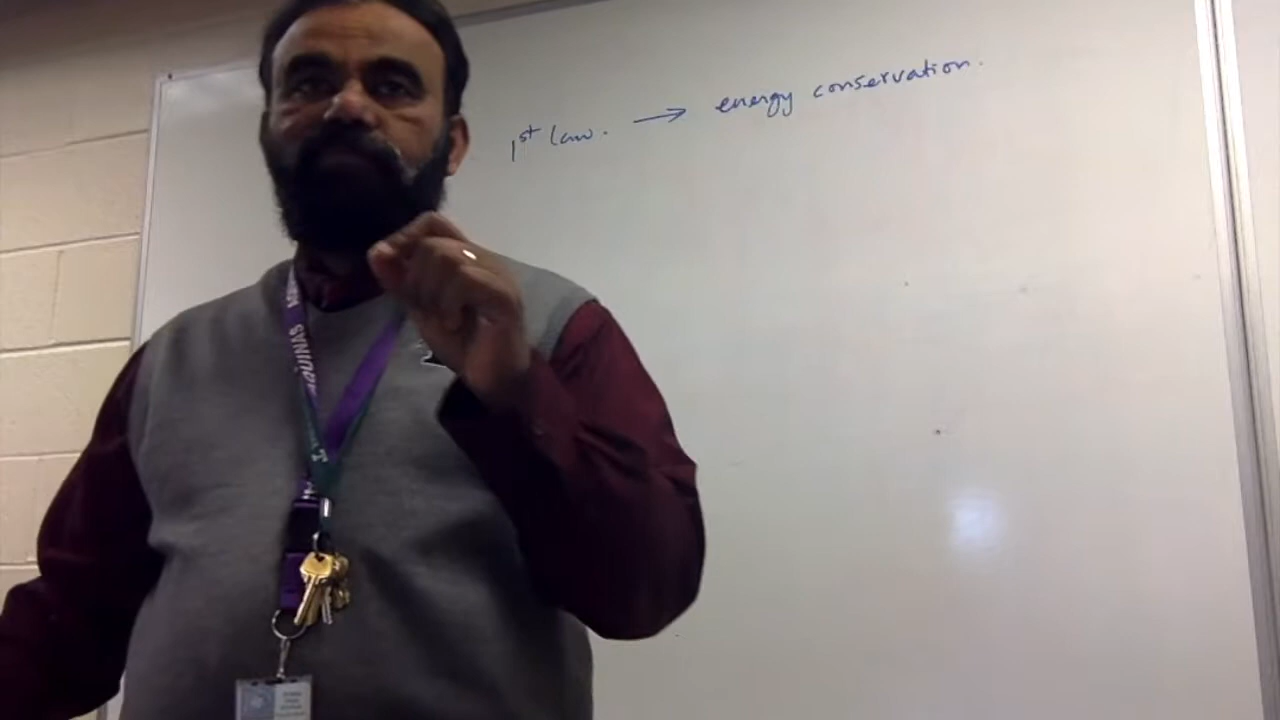 1st law. → energy conservation.